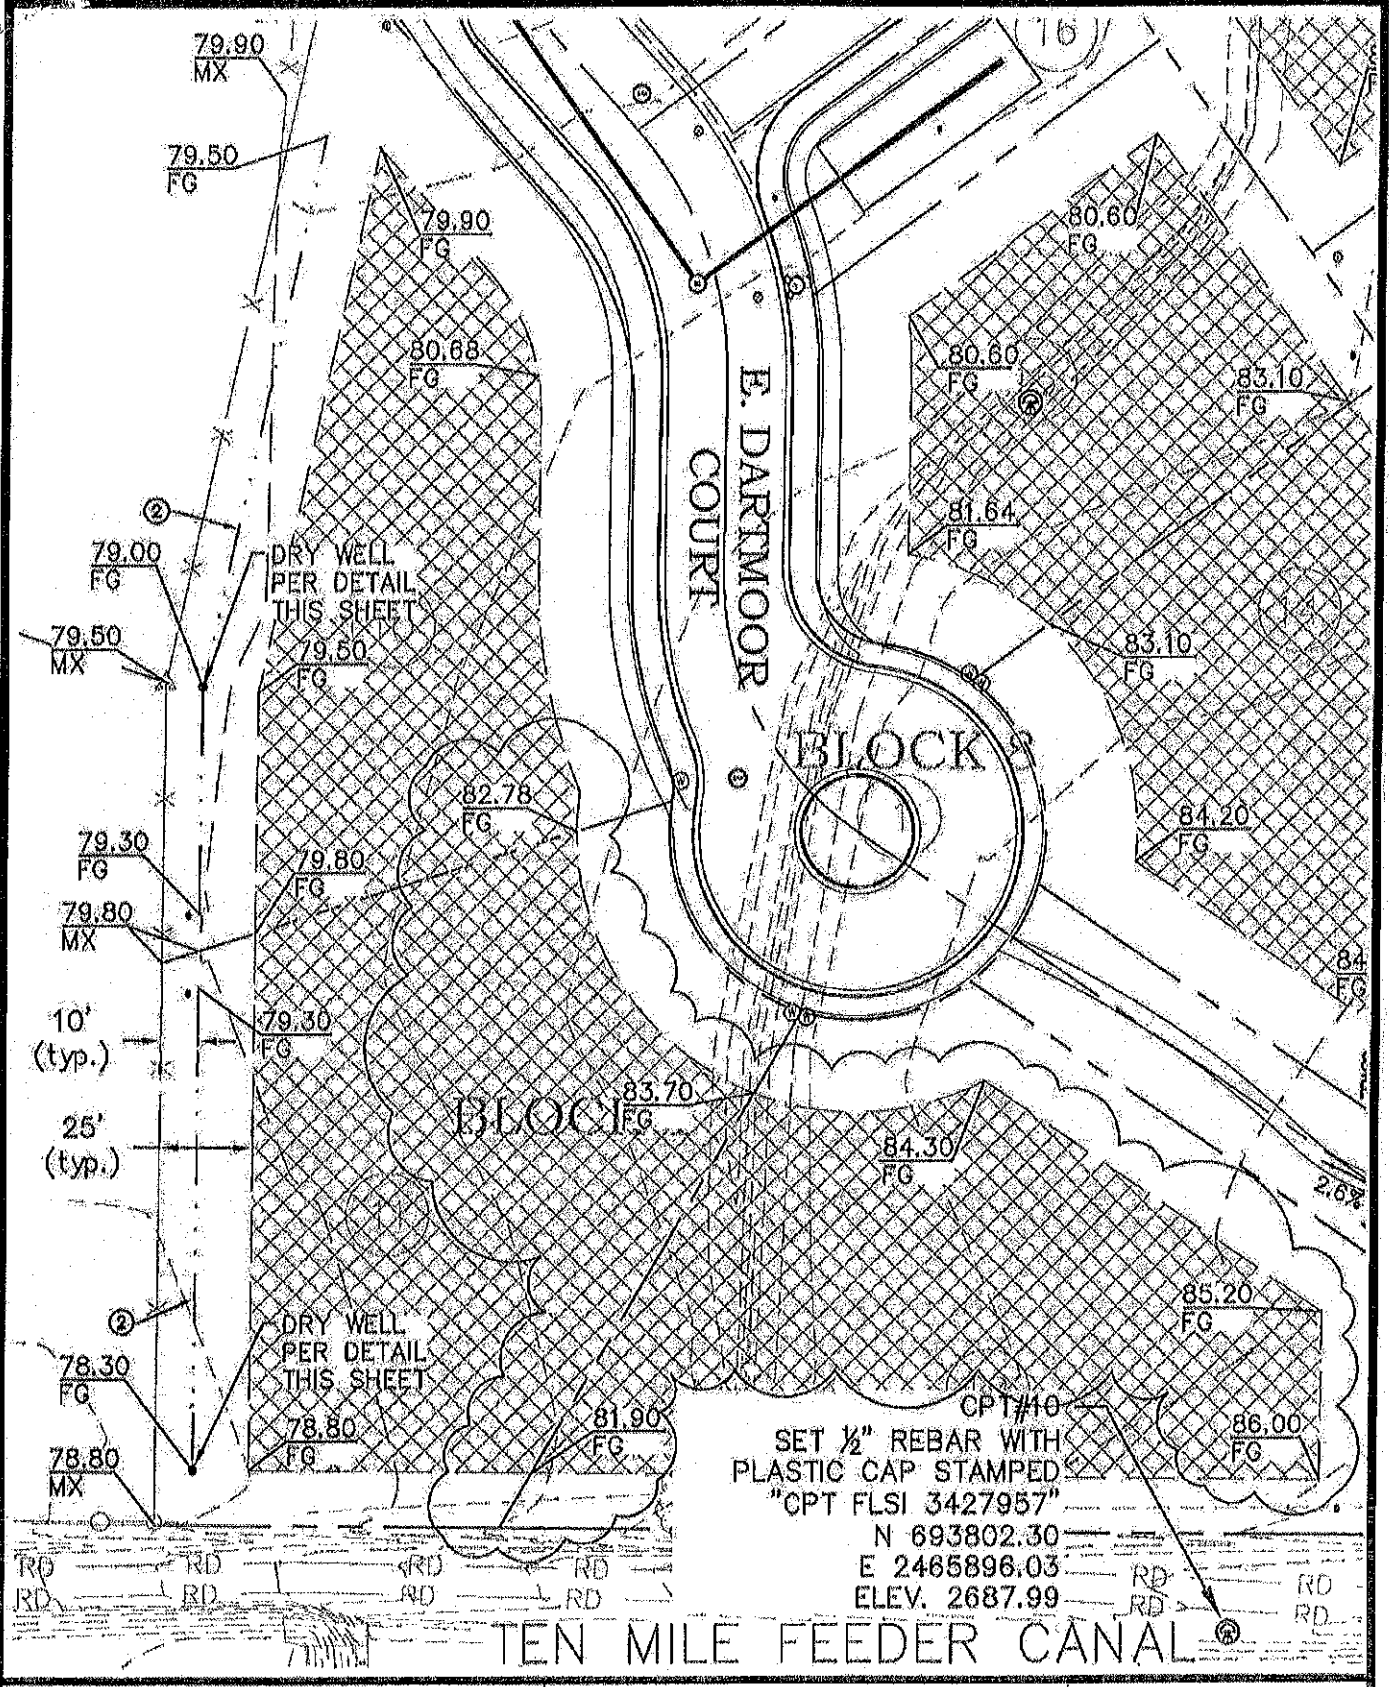 79.90
MX
16
79.50
FG
79.90
FG
80.60
FG
80.68
FG
80.60
FG
83.10
FG
E. DARTMOOR
COURT
81.64
FG
2
79.00
FG
DRY WELL
PER DETAIL
THIS SHEET
79.50
MX
79.50
FG
83.10
FG
BLOCK
82.78
FG
84.20
FG
79.30
FG
79.80
FG
79.80
MX
84
FG
10'
(typ.)
79.30
FG
83.70
FG
BLOCK
25'
(typ.)
84.30
FG
2.6%
85.20
FG
2
DRY WELL
PER DETAIL
THIS SHEET
78.30
FG
78.80
FG
81.90
FG
86.00
FG
78.80
MX
CPT#10
SET ½" REBAR WITH
PLASTIC CAP STAMPED
"CPT FLSI 3427957"
N 693802.30
E 2465896.03
ELEV. 2687.99
RD RD RD RD RD RD
RD RD RD RD RD RD
TEN MILE FEEDER CANAL